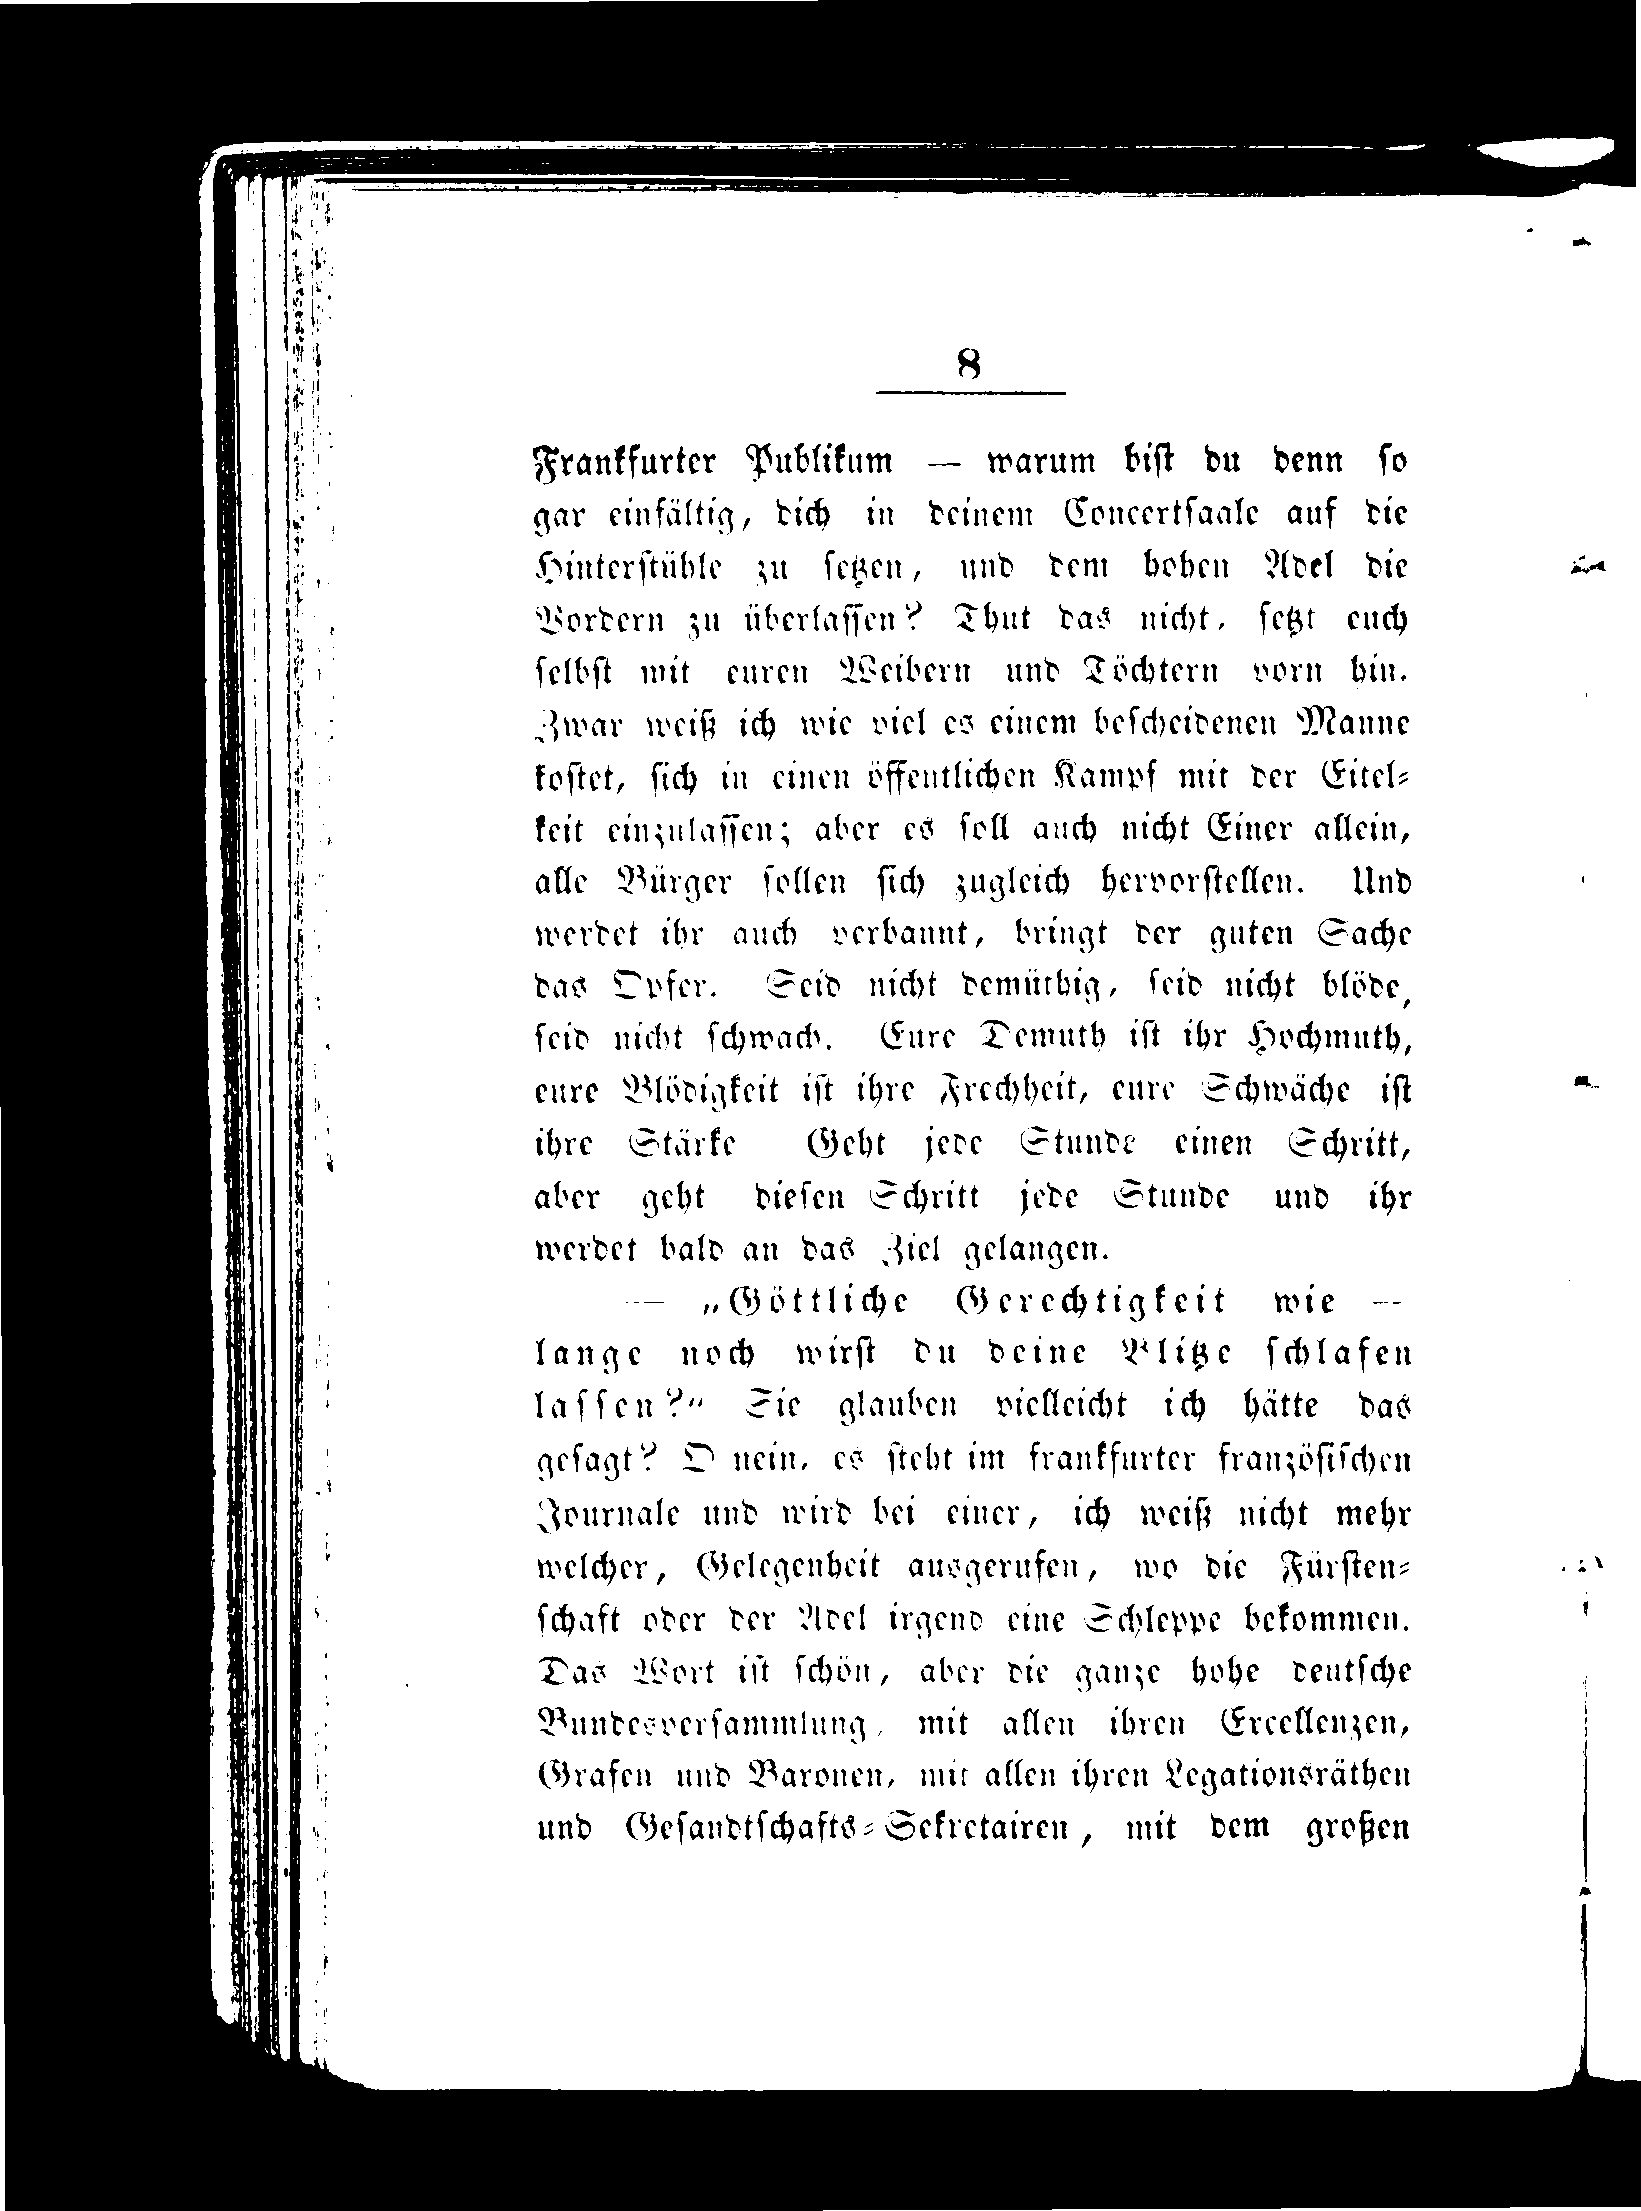 8
Frankfurter Publikum — warum biſt du denn ſo
gar einfältig, dich in deinem Concertſaale auf die
Hinterſtühle zu ſetzen, und dem hohen Adel die
Vordern zu überlaſſen? Thut das nicht, ſetzt euch
ſelbſt mit euren Weibern und Töchtern vorn hin.
Zwar weiß ich wie viel es einem beſcheidenen Manne
koſtet, ſich in einen öffentlichen Kampf mit der Eitel⸗
keit einzulaſſen; aber es ſoll auch nicht Einer allein,
alle Bürger ſollen ſich zugleich hervorſtellen. Und
werdet ihr auch verbannt, bringt der guten Sache
das Opfer. Seid nicht demüthig, ſeid nicht blöde,
ſeid nicht ſchwach. Eure Demuth iſt ihr Hochmuth,
eure Blödigkeit iſt ihre Frechheit, eure Schwäche iſt
ihre Stärke Geht jede Stunde einen Schritt,
aber geht dieſen Schritt jede Stunde und ihr
werdet bald an das Ziel gelangen.
— „Göttliche Gerechtigkeit wie —
lange noch wirſt du deine Blitze ſchlafen
laſſen?“ Sie glauben vielleicht ich hätte das
geſagt? O nein, es ſteht im frankfurter franzöſiſchen
Journale und wird bei einer, ich weiß nicht mehr
welcher, Gelegenheit ausgerufen, wo die Fürſten⸗
ſchaft oder der Adel irgend eine Schleppe bekommen.
Das Wort iſt ſchön, aber die ganze hohe deutſche
Bundesverſammlung, mit allen ihren Excellenzen,
Grafen und Baronen, mit allen ihren Legationsräthen
und Geſandtſchafts⸗Sekretairen, mit dem großen